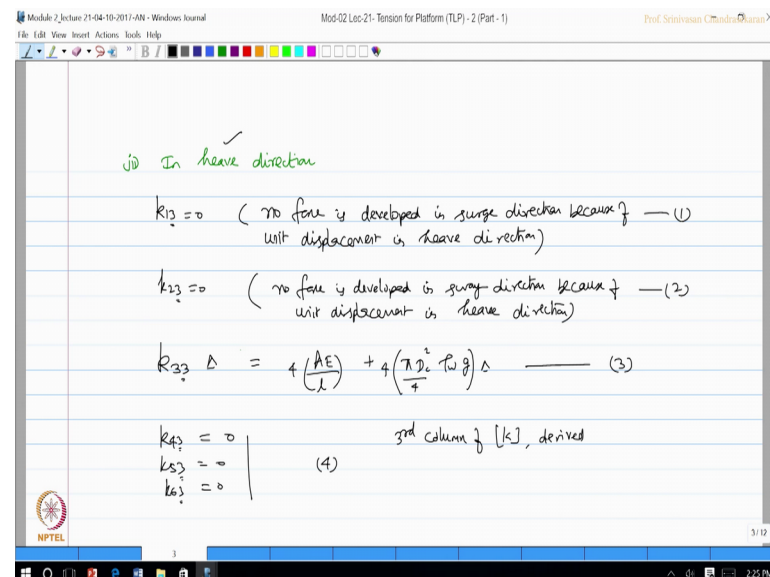 Module 2_lecture 21-04-10-2017-AN - Windows Journal
Mod-02 Lec-21- Tension for Platform (TLP) - 2 (Part - 1)
Prof. Srinivasan Chandrasekaran
File Edit View Insert Actions Tools Help
B I
ii) In heave direction
k13 = 0 ( no force is developed in surge direction because of — (1)
unit displacement in heave direction)
k23 = 0 ( no force is developed in sway direction because of — (2)
unit displacement in heave direction)
k33 Δ = 4 (AE/l) + 4 (πDc²/4 ρw g) Δ —— (3)
k43 = 0 3rd column of [k], derived
k53 = 0 (4)
k63 = 0
NPTEL
3/12
3
2:25 PM